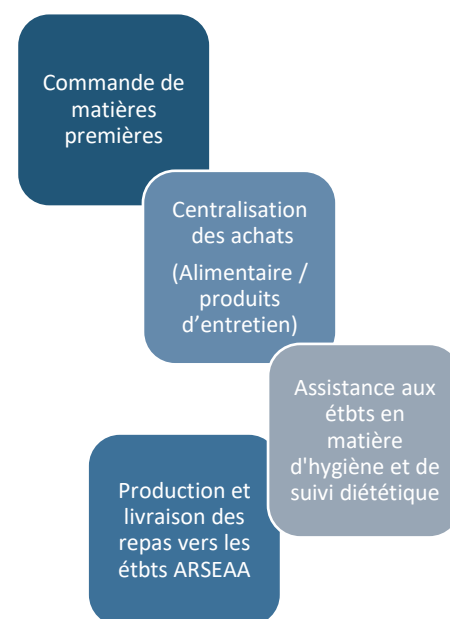 Commande de
matières
premières
Centralisation
des achats
(Alimentaire /
produits
d’entretien)
Assistance aux
étbts en
matière
d'hygiène et de
suivi diététique
Production et
livraison des
repas vers les
étbts ARSEAA